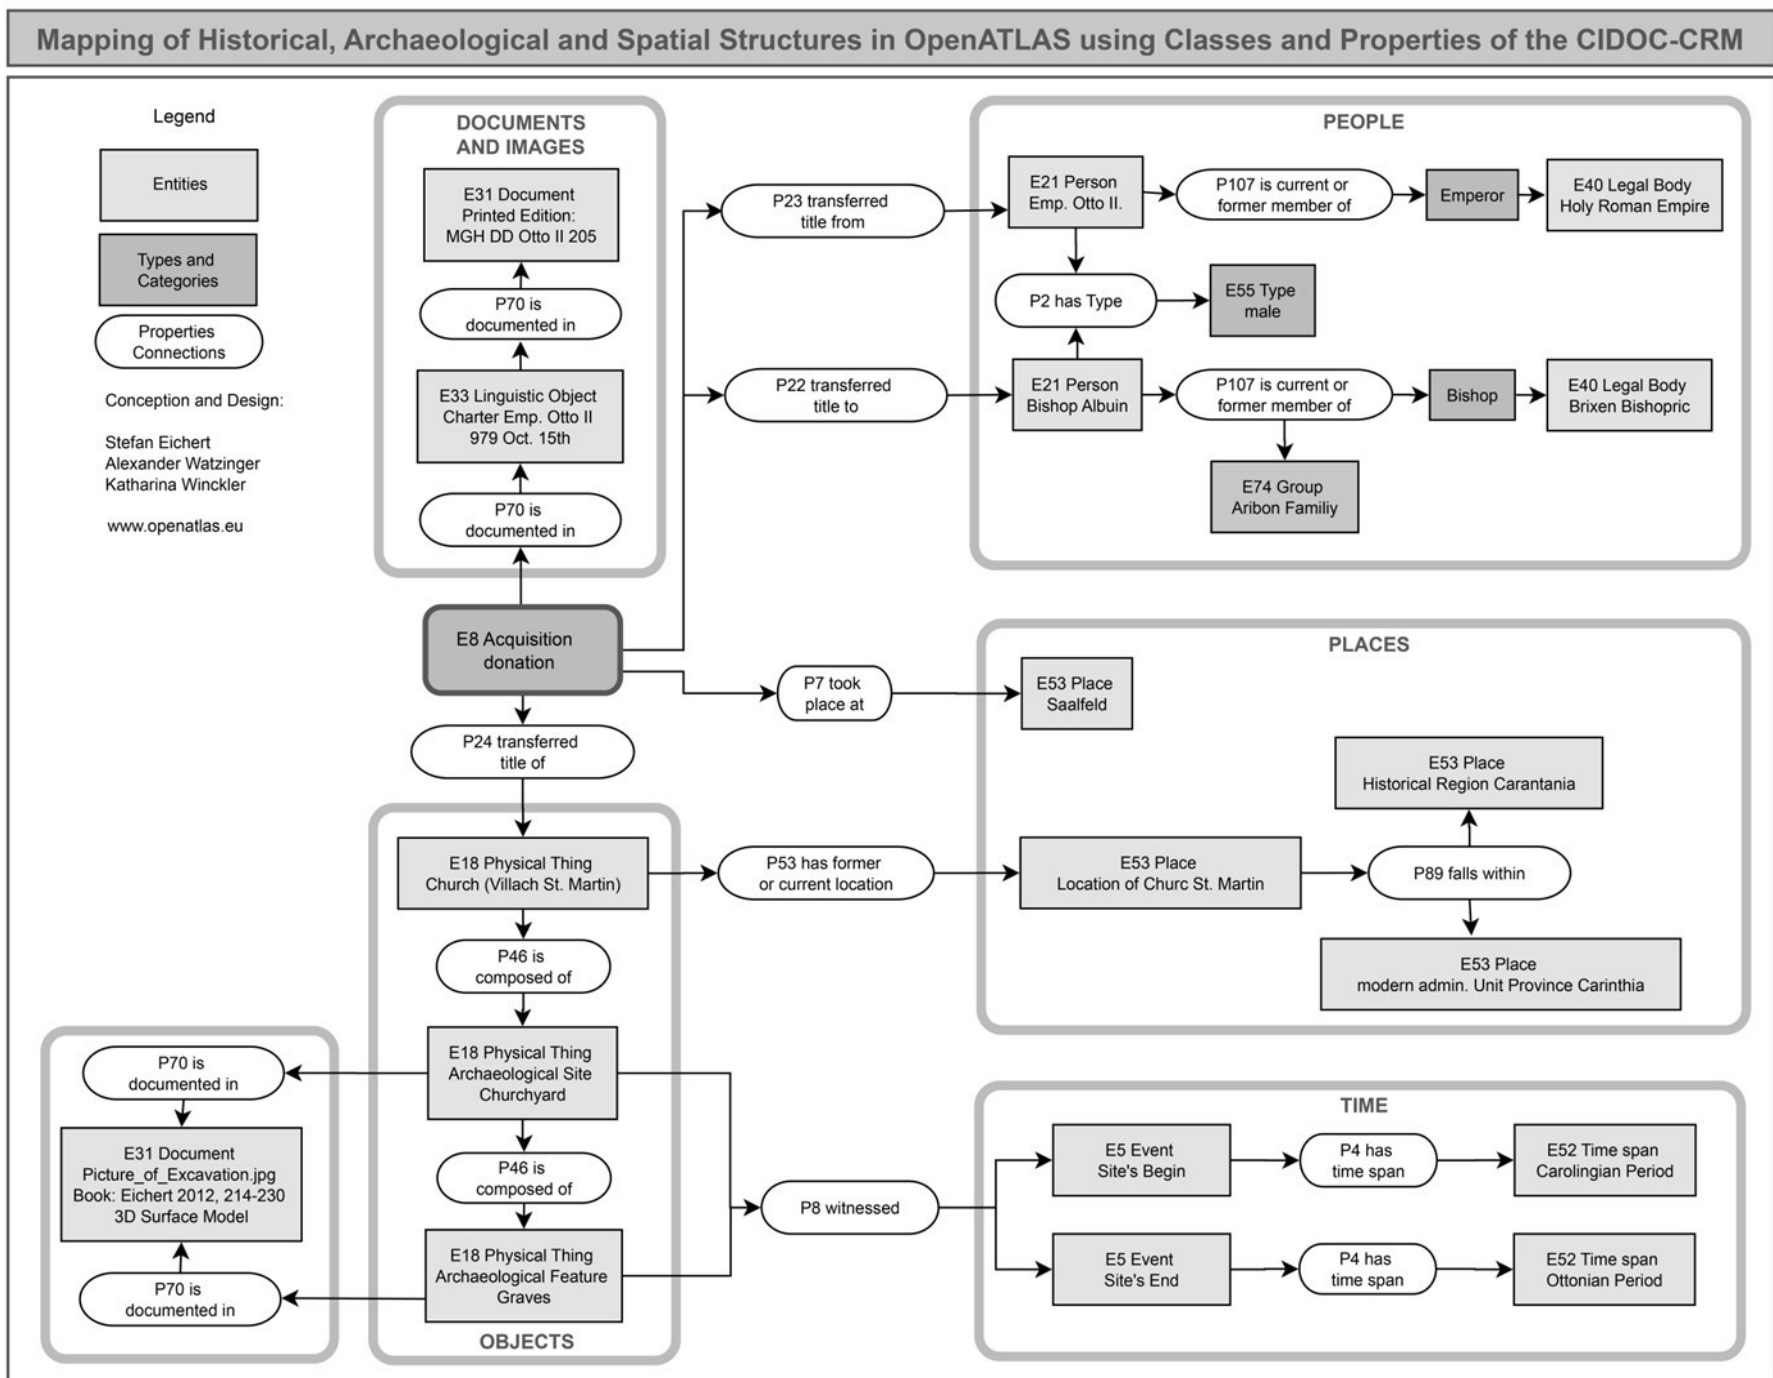 Mapping of Historical, Archaeological and Spatial Structures in OpenATLAS using Classes and Properties of the CIDOC-CRM
Legend
Entities
Types and
Categories
Properties
Connections
Conception and Design:
Stefan Eichert
Alexander Watzinger
Katharina Winckler
www.openatlas.eu
DOCUMENTS
AND IMAGES
E31 Document
Printed Edition:
MGH DD Otto II 205
P70 is
documented in
E33 Linguistic Object
Charter Emp. Otto II
979 Oct. 15th
P70 is
documented in
E8 Acquisition
donation
P23 transferred
title from
P22 transferred
title to
PEOPLE
E21 Person
Emp. Otto II.
P107 is current or
former member of
Emperor
E40 Legal Body
Holy Roman Empire
P2 has Type
E55 Type
male
E21 Person
Bishop Albuin
P107 is current or
former member of
Bishop
E40 Legal Body
Brixen Bishopric
E74 Group
Aribon Familiy
P7 took
place at
PLACES
E53 Place
Saalfeld
P24 transferred
title of
E18 Physical Thing
Church (Villach St. Martin)
P53 has former
or current location
E53 Place
Location of Churc St. Martin
P89 falls within
E53 Place
Historical Region Carantania
E53 Place
modern admin. Unit Province Carinthia
P46 is
composed of
E18 Physical Thing
Archaeological Site
Churchyard
P46 is
composed of
E18 Physical Thing
Archaeological Feature
Graves
OBJECTS
P70 is
documented in
E31 Document
Picture_of_Excavation.jpg
Book: Eichert 2012, 214-230
3D Surface Model
P70 is
documented in
P8 witnessed
TIME
E5 Event
Site's Begin
P4 has
time span
E52 Time span
Carolingian Period
E5 Event
Site's End
P4 has
time span
E52 Time span
Ottonian Period